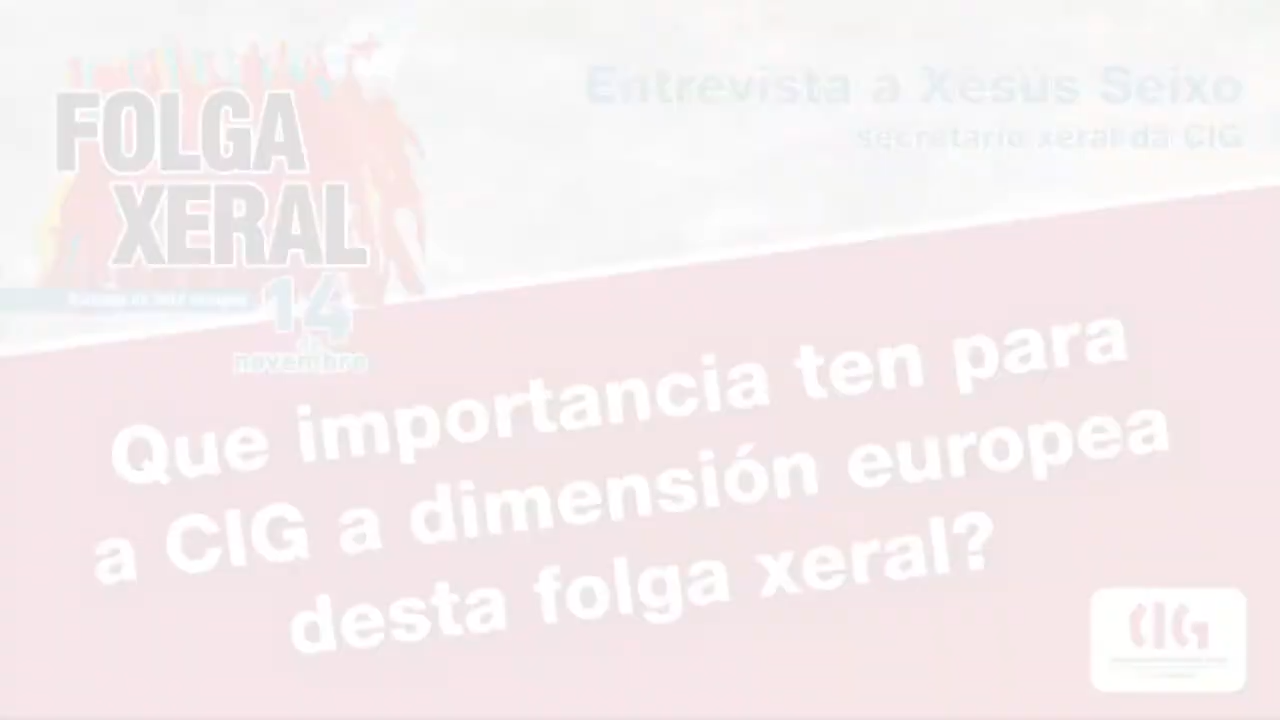 FOLGA
XERAL
14
novembro
Entrevista a Xesús Seixo
secretario xeral da CIG
Que importancia ten para
a CIG a dimensión europea
desta folga xeral?
CIG